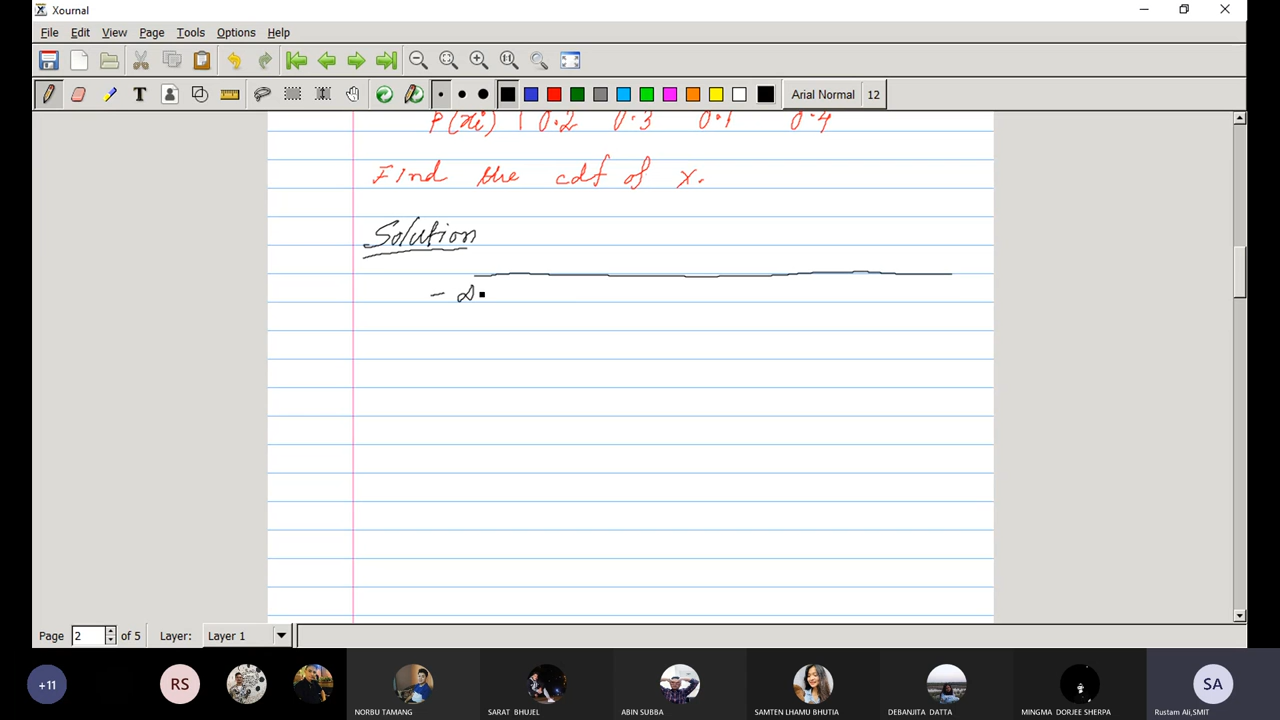 Xournal
File Edit View Page Tools Options Help
T Arial Normal 12
P(xi) | 0.2 0.3 0.1 0.4
Find the cdf of X.
Solution
- ∞
Page 2 of 5 Layer: Layer 1
+11 RS SA
NORBU TAMANG SARAT BHUJEL ABIN SUBBA SAMTEN LHAMU BHUTIA DEBANJITA DATTA MINGMA DORJEE SHERPA Rustam Ali,SMIT